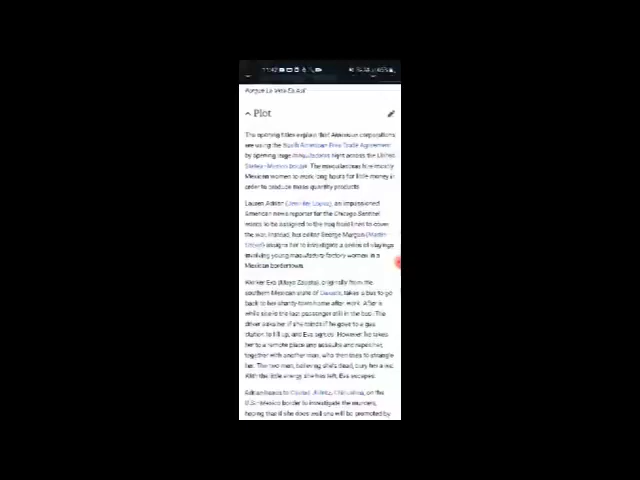 11:42
Porque La Vida Es Así
Plot
The opening titles explain that American corporations
are using the North American Free Trade Agreement
by opening large maquiladoras right across the United
States–Mexico border. The maquiladoras hire mostly
Mexican women to work long hours for little money in
order to produce mass quantity products.
Lauren Adrian (Jennifer Lopez), an impassioned
American news reporter for the Chicago Sentinel
wants to be assigned to the Iraq front-lines to cover
the war. Instead, her editor George Morgan (Martin
Sheen) assigns her to investigate a series of slayings
involving young maquiladora factory women in a
Mexican bordertown.
Worker Eva (Maya Zapata), originally from the
southern Mexican state of Oaxaca, takes a bus to go
back to her shanty-town home after work. After a
while she is the last passenger still in the bus. The
driver asks her if she minds if he goes to a gas
station to fill up, and Eva agrees. However he takes
her to a remote place and assaults and rapes her,
together with another man, who then tries to strangle
her. The two men, believing she's dead, bury her alive.
With the little energy she has left, Eva escapes.
Adrian heads to Ciudad Juárez, Chihuahua, on the
U.S-Mexico border to investigate the murders,
hoping that if she does well she will be promoted by